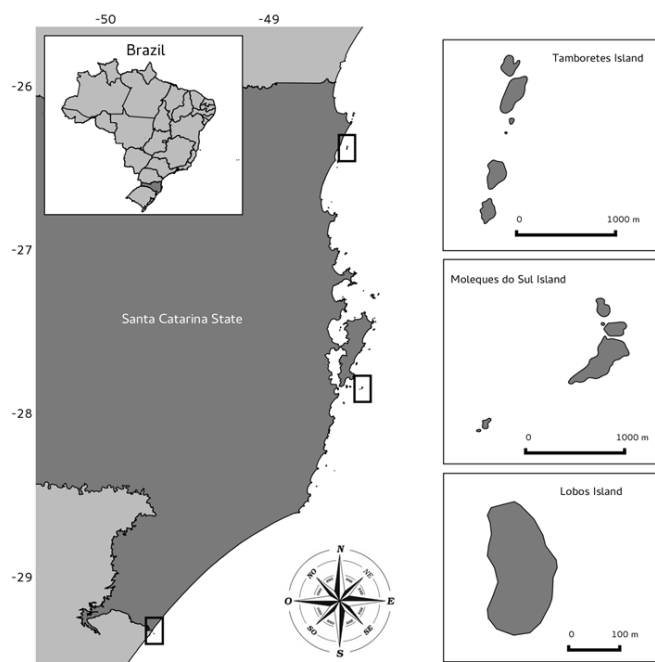 -50
-49
Brazil
-26
-27
-28
-29
Santa Catarina State
Tamboretes Island
0
1000 m
Moleques do Sul Island
0
1000 m
Lobos Island
0
100 m
N
NO
NE
O
E
SO
SE
S